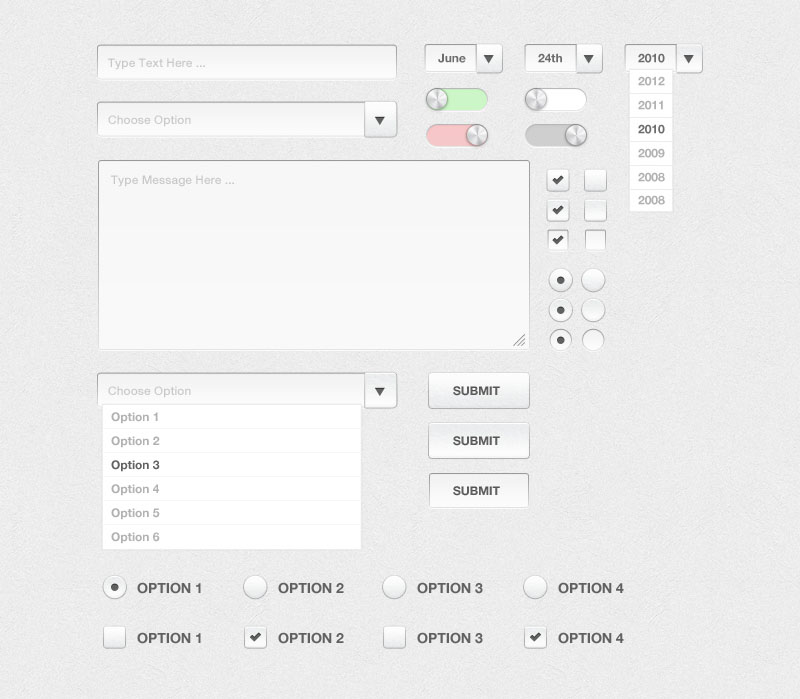 Type Text Here ...
June
24th
2010
2012
2011
2010
2009
2008
2008
Choose Option
Type Message Here ...
Choose Option
Option 1
Option 2
Option 3
Option 4
Option 5
Option 6
SUBMIT
SUBMIT
SUBMIT
OPTION 1 OPTION 2 OPTION 3 OPTION 4
OPTION 1 OPTION 2 OPTION 3 OPTION 4